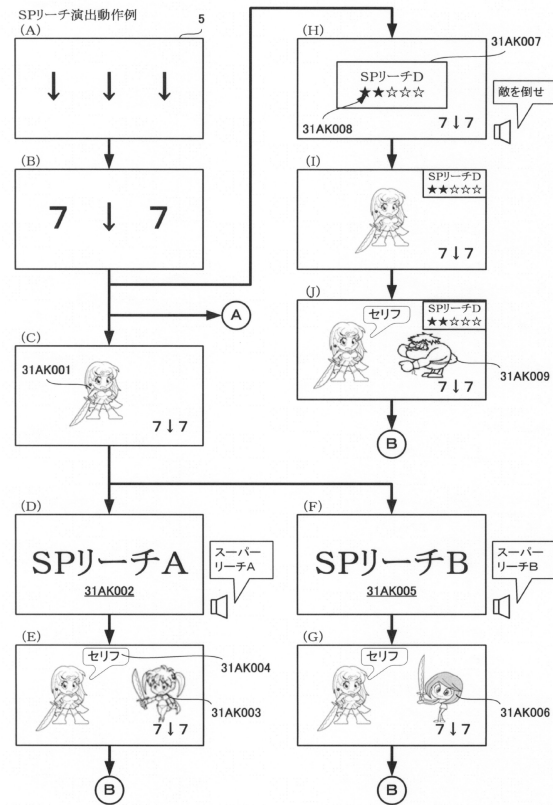 SPリーチ演出動作例
5
(A)
↓ ↓ ↓
(B)
7 ↓ 7
A
(C)
31AK001
7↓7
(D)
SPリーチA
31AK002
スーパー
リーチA
(E)
セリフ
31AK004
31AK003
7↓7
B
(F)
SPリーチB
31AK005
スーパー
リーチB
(G)
セリフ
31AK006
7↓7
B
(H)
31AK007
SPリーチD
★★☆☆☆
31AK008
7↓7
敵を倒せ
(I)
SPリーチD
★★☆☆☆
7↓7
(J)
SPリーチD
★★☆☆☆
セリフ
31AK009
7↓7
B